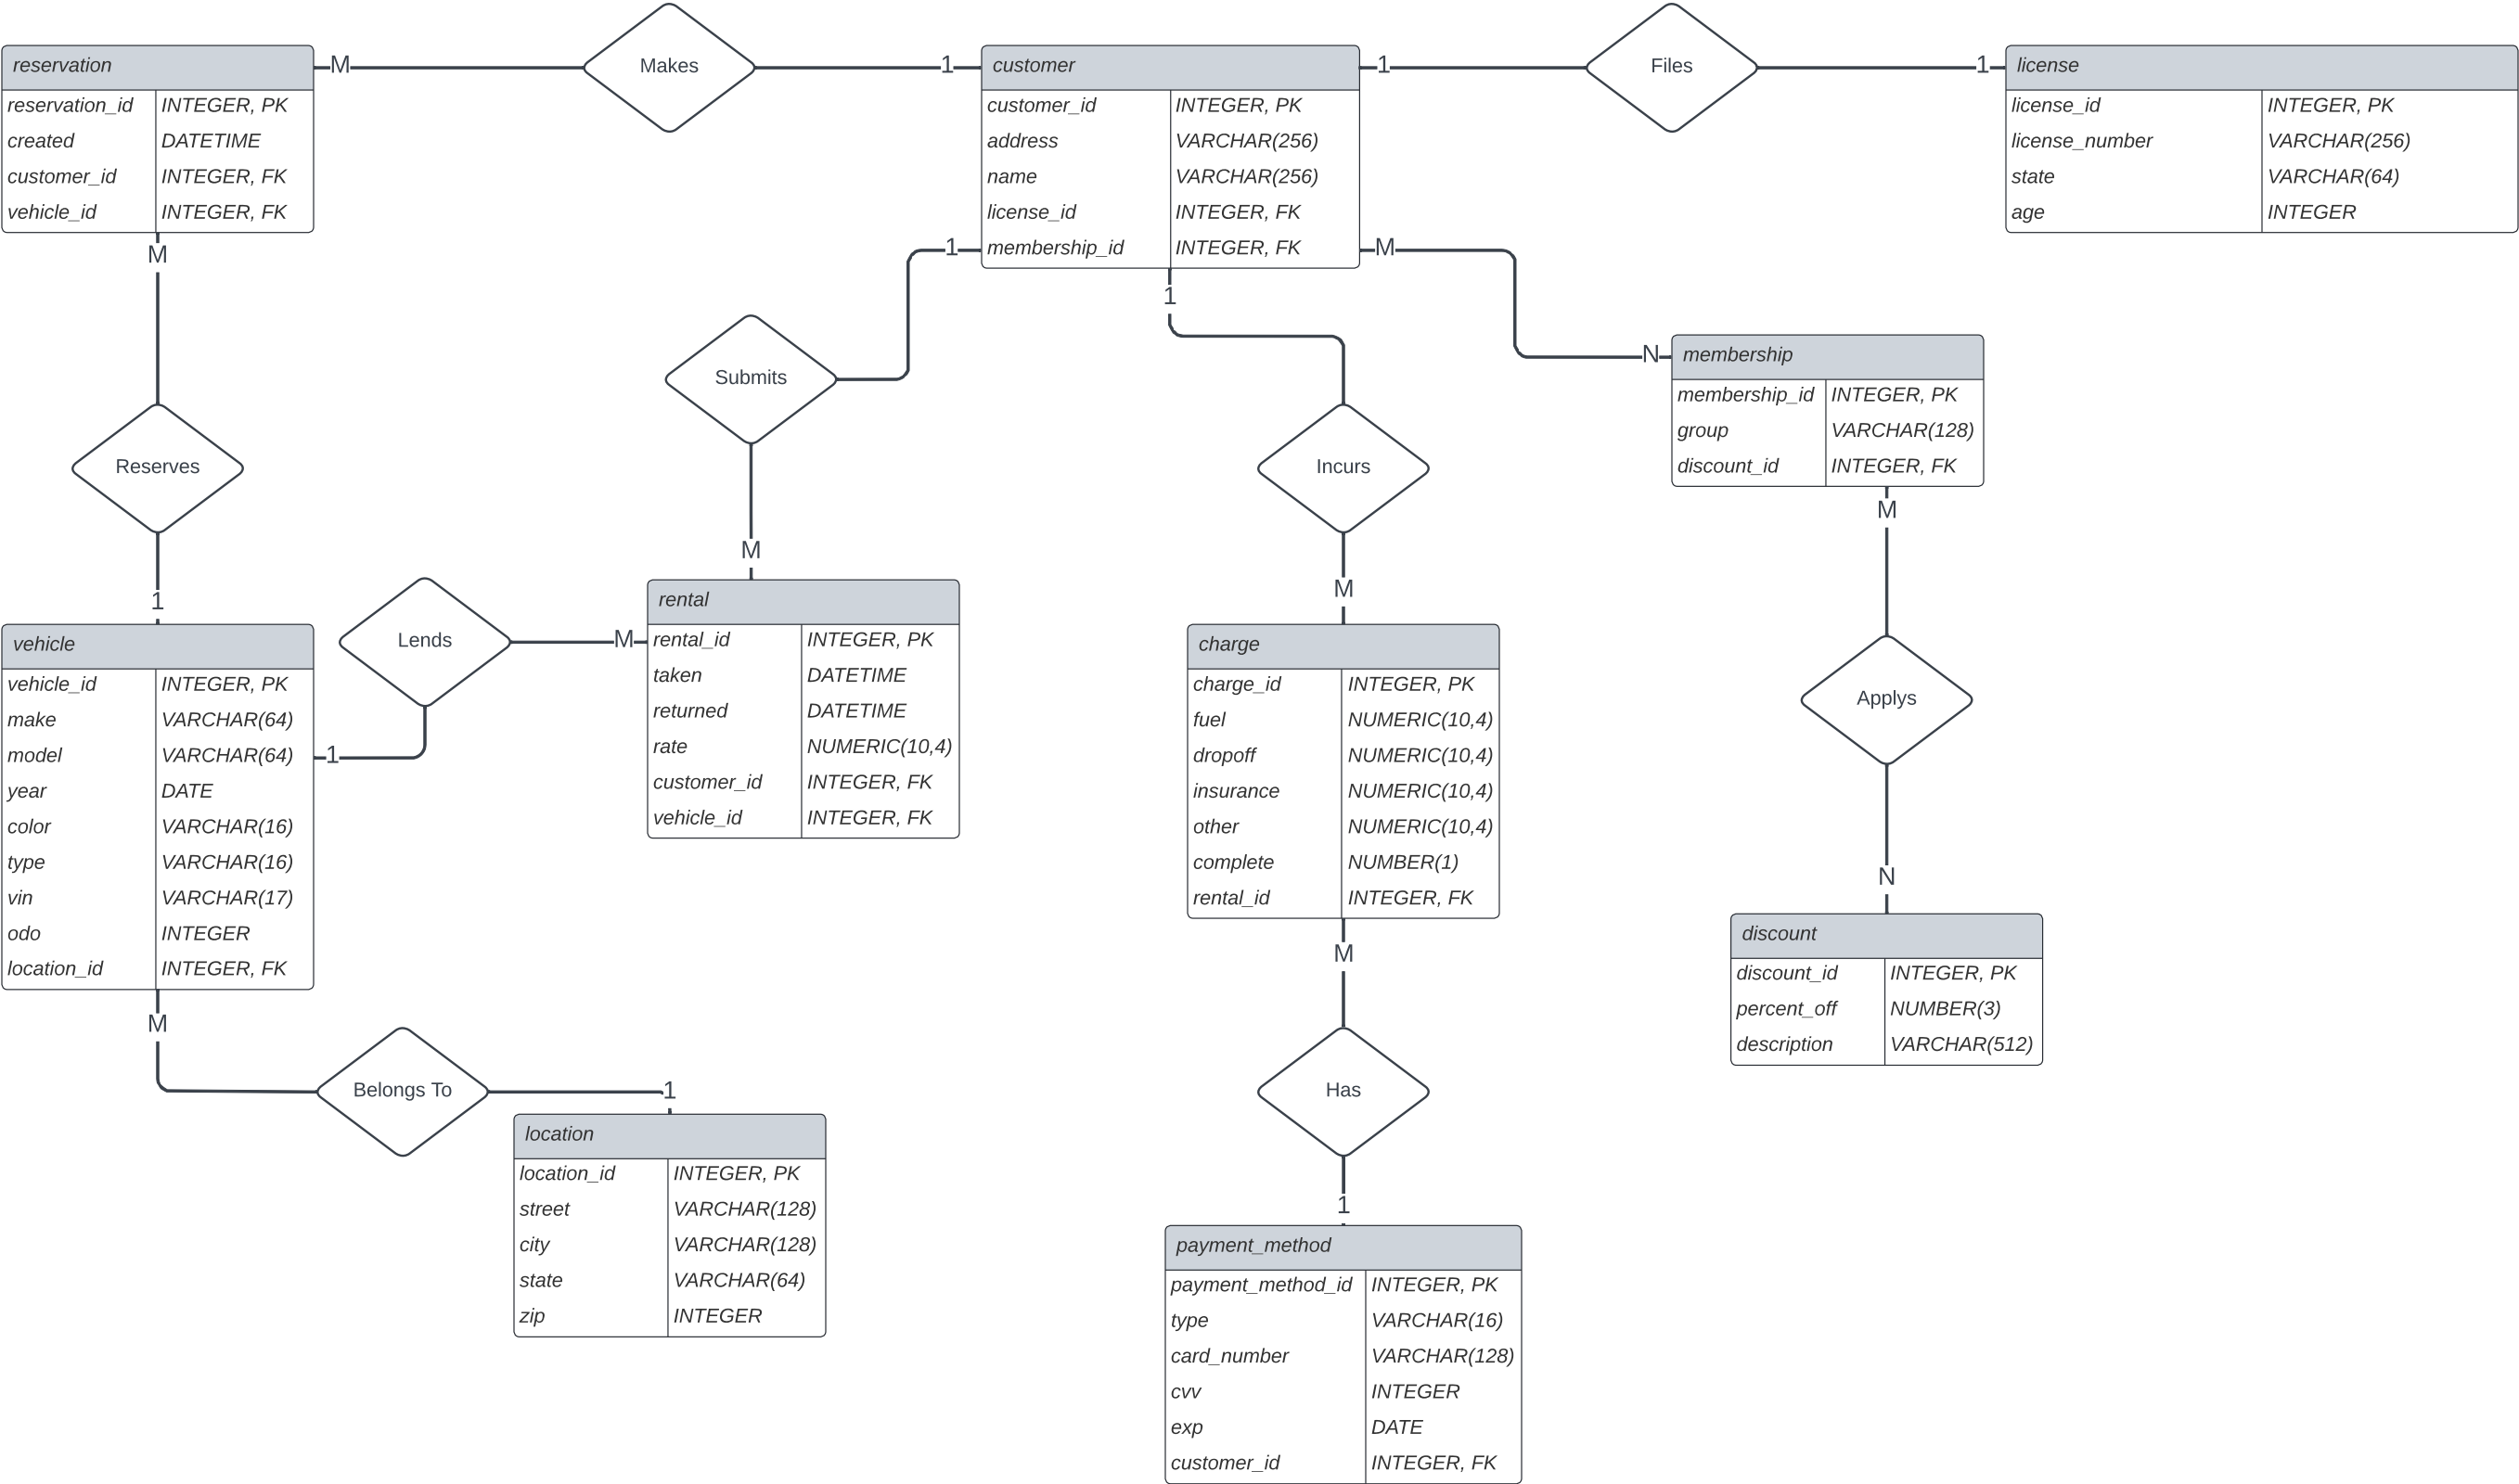 M
Makes
1
1
Files
1
reservation
reservation_id INTEGER, PK
created DATETIME
customer_id INTEGER, FK
vehicle_id INTEGER, FK
customer
customer_id INTEGER, PK
address VARCHAR(256)
name VARCHAR(256)
license_id INTEGER, FK
membership_id INTEGER, FK
license
license_id INTEGER, PK
license_number VARCHAR(256)
state VARCHAR(64)
age INTEGER
M
1
1
M
N
Submits
Reserves
Incurs
membership
membership_id INTEGER, PK
group VARCHAR(128)
discount_id INTEGER, FK
M
M
M
1
Lends
M
1
vehicle
vehicle_id INTEGER, PK
make VARCHAR(64)
model VARCHAR(64)
year DATE
color VARCHAR(16)
type VARCHAR(16)
vin VARCHAR(17)
odo INTEGER
location_id INTEGER, FK
rental
rental_id INTEGER, PK
taken DATETIME
returned DATETIME
rate NUMERIC(10,4)
customer_id INTEGER, FK
vehicle_id INTEGER, FK
charge
charge_id INTEGER, PK
fuel NUMERIC(10,4)
dropoff NUMERIC(10,4)
insurance NUMERIC(10,4)
other NUMERIC(10,4)
complete NUMBER(1)
rental_id INTEGER, FK
Applys
N
discount
discount_id INTEGER, PK
percent_off NUMBER(3)
description VARCHAR(512)
M
M
Belongs To
1
Has
1
location
location_id INTEGER, PK
street VARCHAR(128)
city VARCHAR(128)
state VARCHAR(64)
zip INTEGER
payment_method
payment_method_id INTEGER, PK
type VARCHAR(16)
card_number VARCHAR(128)
cvv INTEGER
exp DATE
customer_id INTEGER, FK